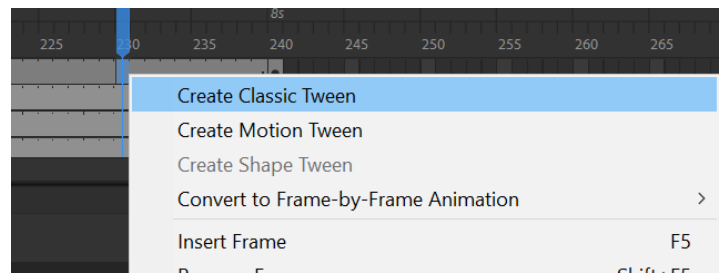 8s
225 230 235 240 245 250 255 260 265
Create Classic Tween
Create Motion Tween
Create Shape Tween
Convert to Frame-by-Frame Animation >
Insert Frame F5